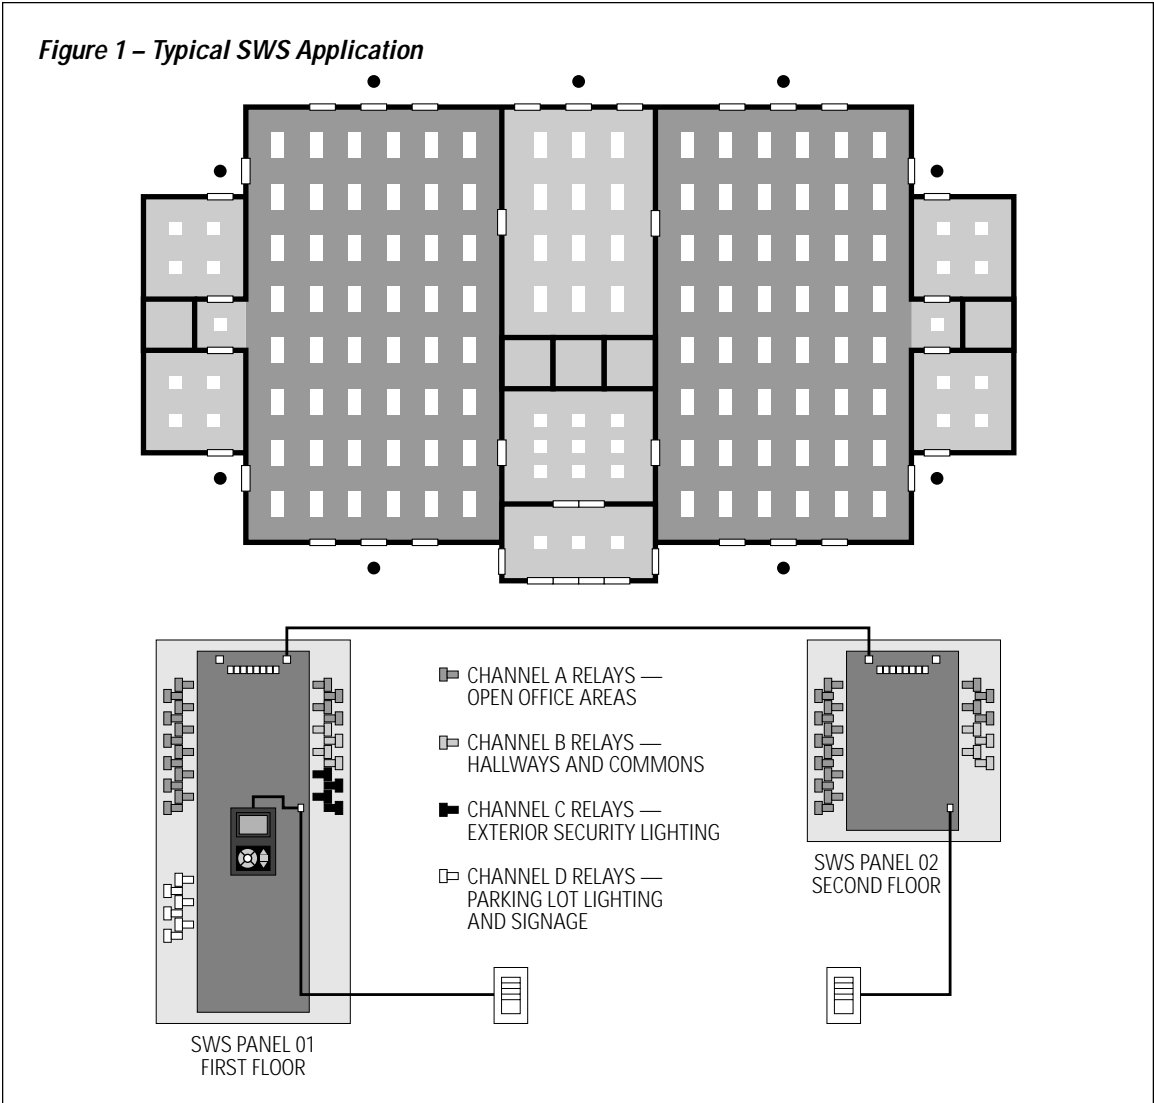 Figure 1 – Typical SWS Application
CHANNEL A RELAYS —
OPEN OFFICE AREAS
CHANNEL B RELAYS —
HALLWAYS AND COMMONS
CHANNEL C RELAYS —
EXTERIOR SECURITY LIGHTING
CHANNEL D RELAYS —
PARKING LOT LIGHTING
AND SIGNAGE
SWS PANEL 02
SECOND FLOOR
SWS PANEL 01
FIRST FLOOR